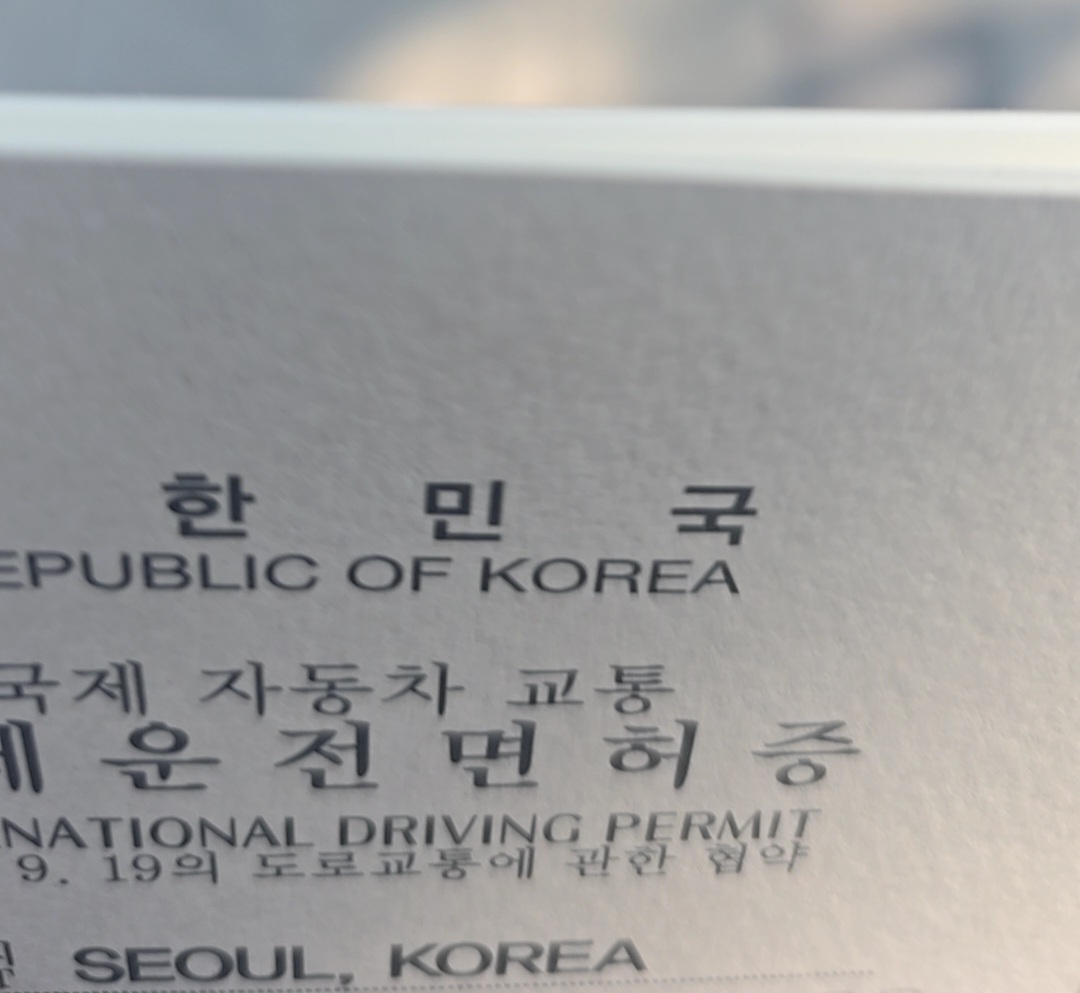 한 민 국
EPUBLIC OF KOREA
국제 자동차 교통
제 운 전 면 허 증
NATIONAL DRIVING PERMIT
9. 19의 도로교통에 관한 협약
SEOUL, KOREA